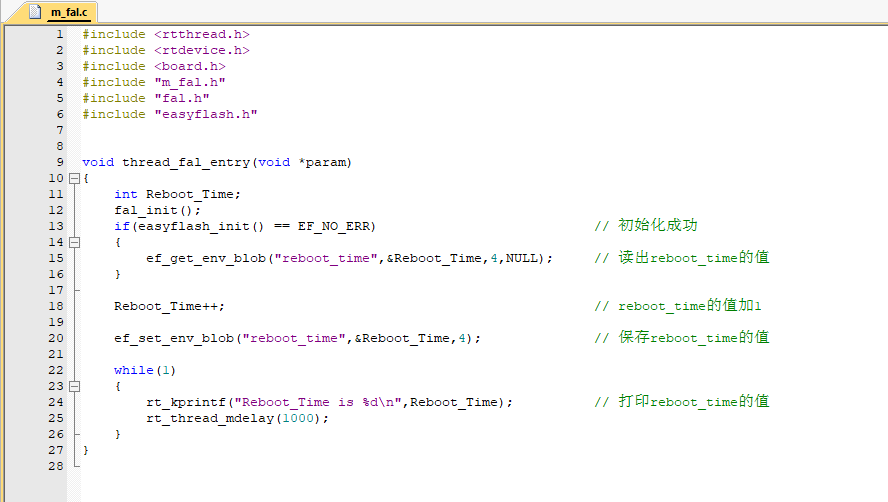 m_fal.c
1 #include <rtthread.h>
2 #include <rtdevice.h>
3 #include <board.h>
4 #include "m_fal.h"
5 #include "fal.h"
6 #include "easyflash.h"
7
8
9 void thread_fal_entry(void *param)
10 {
11     int Reboot_Time;
12     fal_init();
13     if(easyflash_init() == EF_NO_ERR) // 初始化成功
14     {
15         ef_get_env_blob("reboot_time",&Reboot_Time,4,NULL); // 读出reboot_time的值
16     }
17
18     Reboot_Time++; // reboot_time的值加1
19
20     ef_set_env_blob("reboot_time",&Reboot_Time,4); // 保存reboot_time的值
21
22     while(1)
23     {
24         rt_kprintf("Reboot_Time is %d\n",Reboot_Time); // 打印reboot_time的值
25         rt_thread_mdelay(1000);
26     }
27 }
28